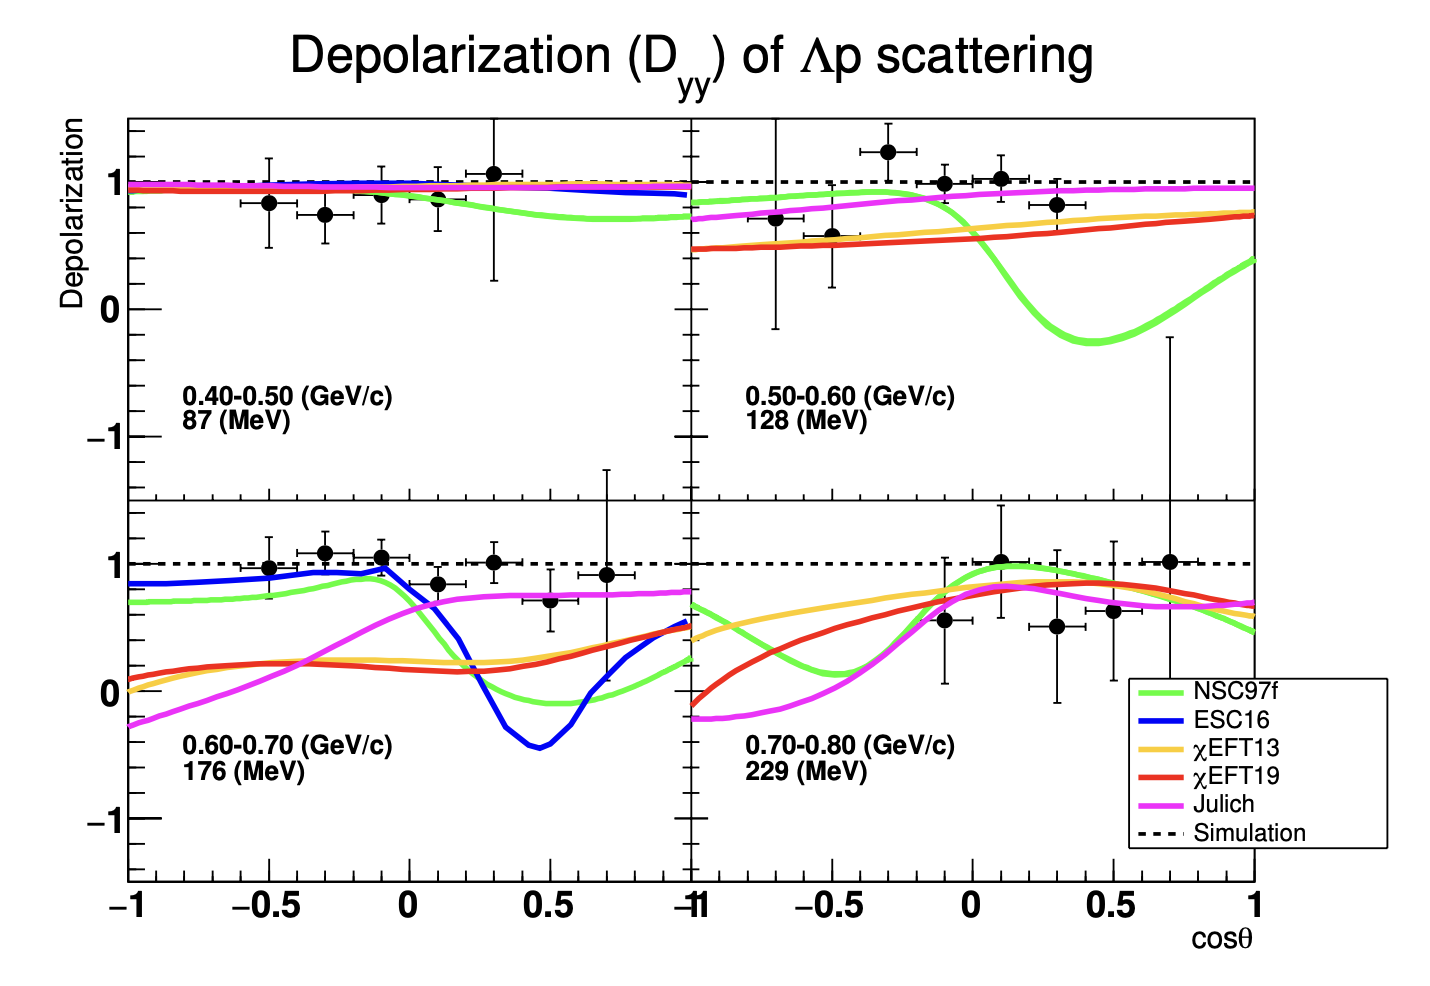 Depolarization (Dyy) of Λp scattering
Depolarization
1
0
−1
0.40-0.50 (GeV/c)
87 (MeV)
0.50-0.60 (GeV/c)
128 (MeV)
1
0
−1
0.60-0.70 (GeV/c)
176 (MeV)
0.70-0.80 (GeV/c)
229 (MeV)
NSC97f
ESC16
χEFT13
χEFT19
Julich
Simulation
−1 −0.5 0 0.5 1
−1 −0.5 0 0.5 1
cosθ